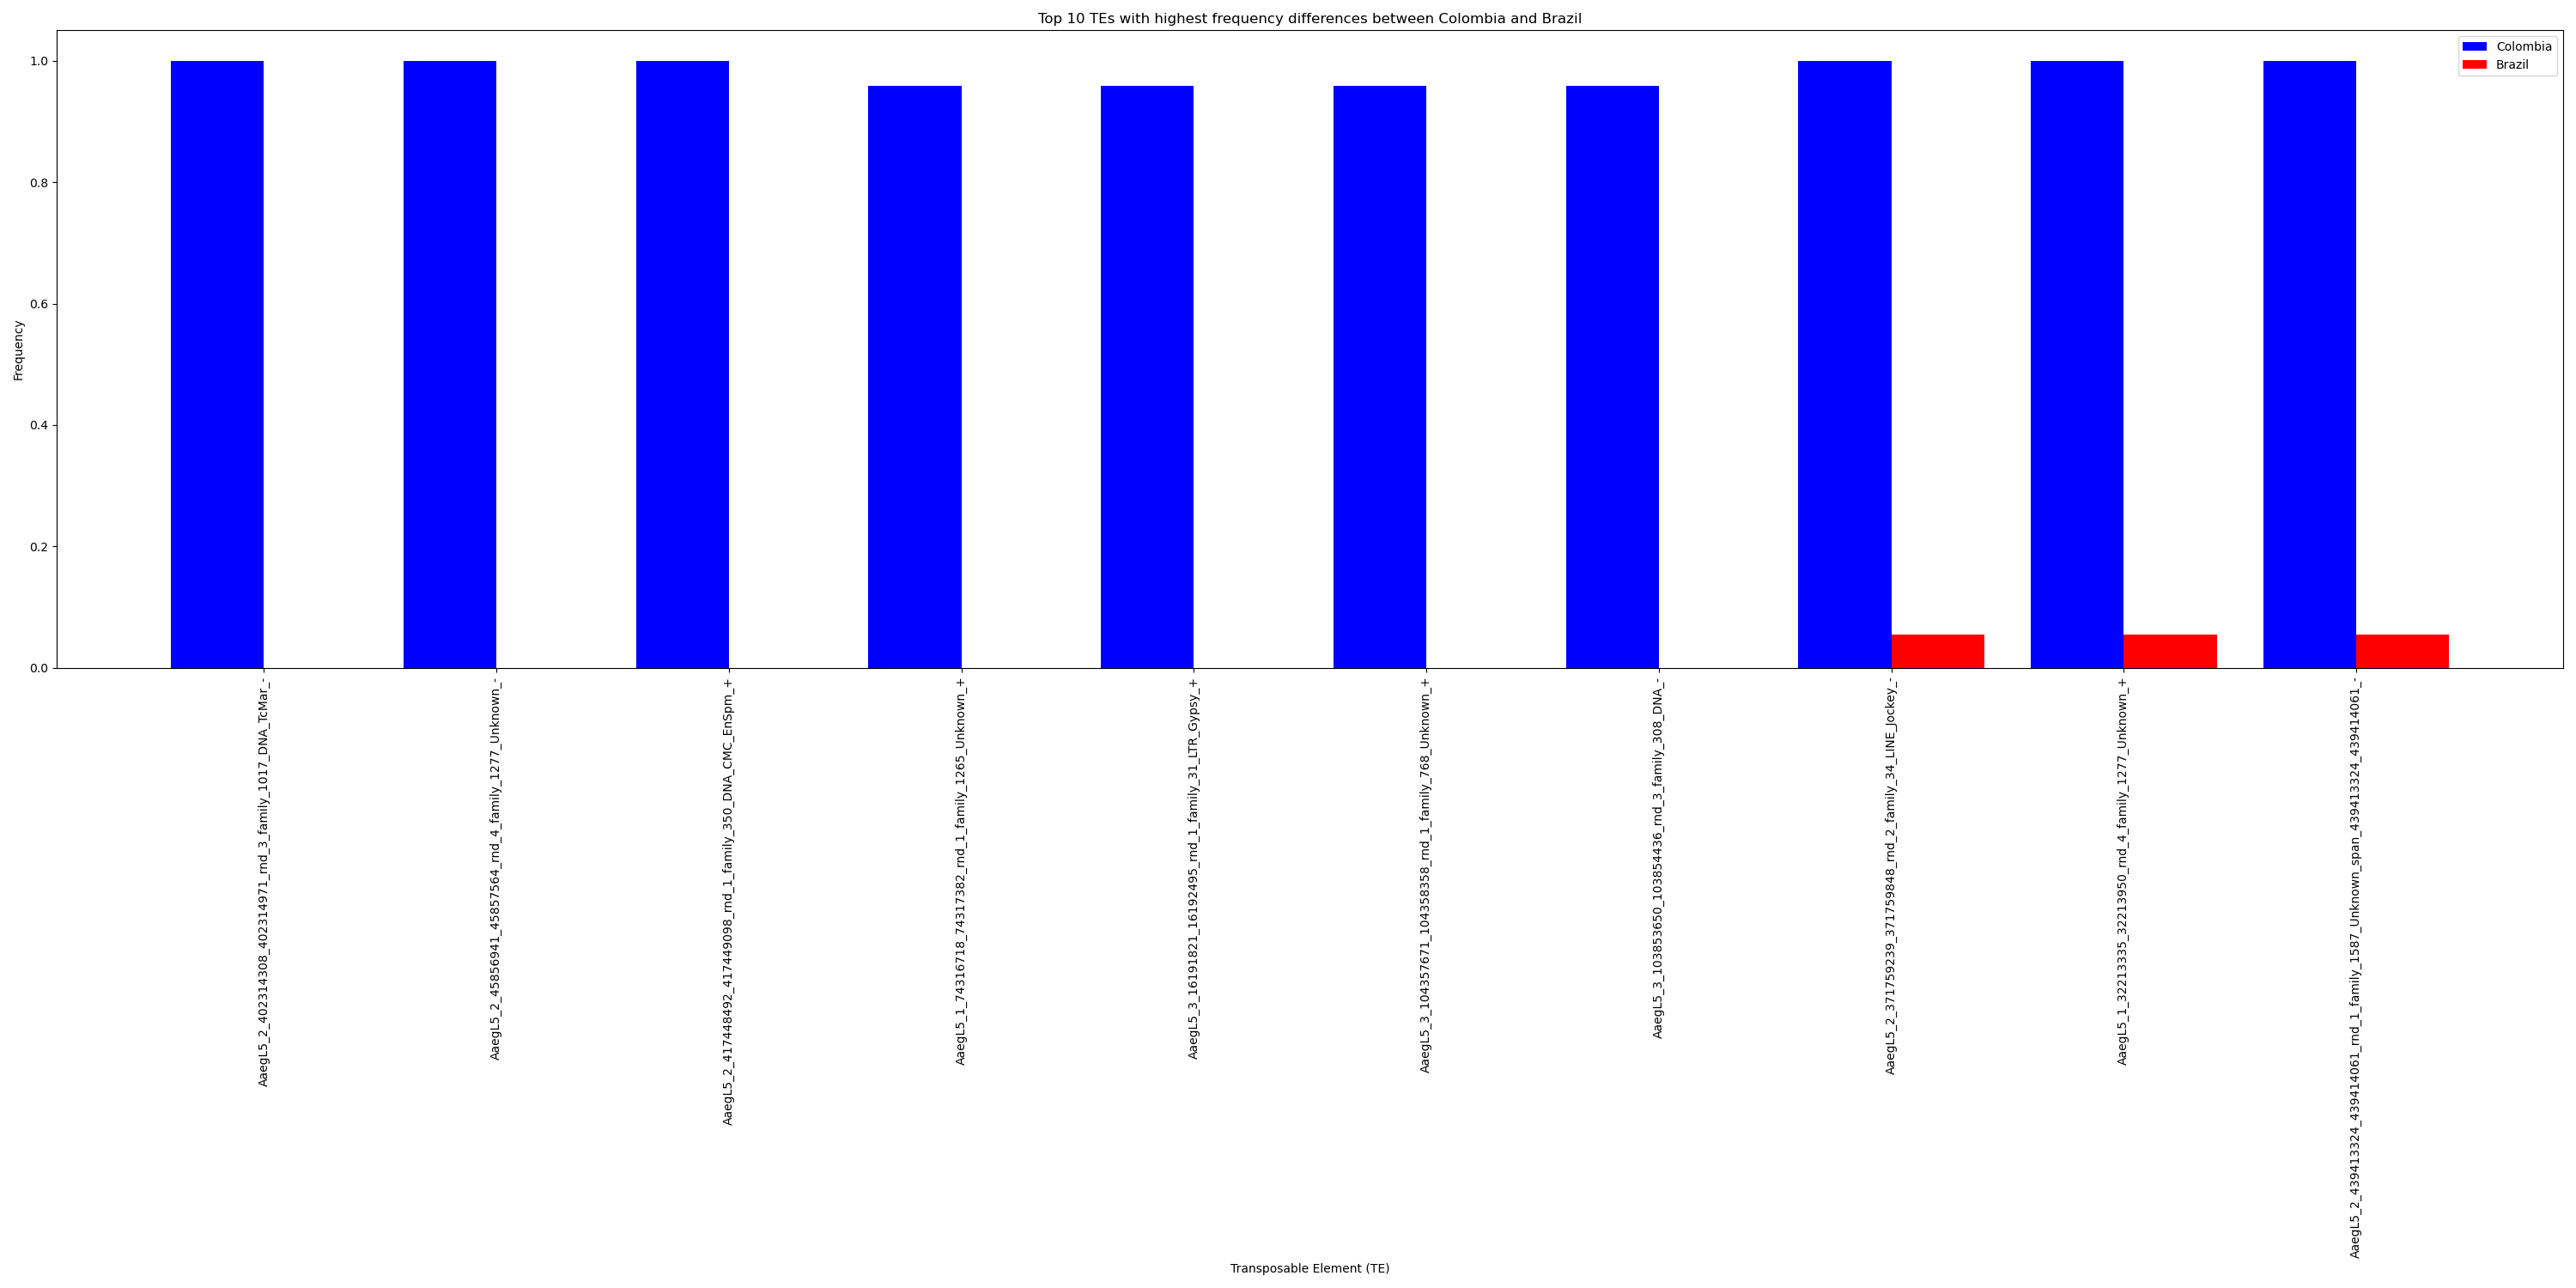 Top 10 TEs with highest frequency differences between Colombia and Brazil
Colombia
Brazil
Frequency
1.0
0.8
0.6
0.4
0.2
0.0
AaegL5_2_402314308_402314971_rnd_3_family_1017_DNA_TcMar_-
AaegL5_2_45856941_45857564_rnd_4_family_1277_Unknown_-
AaegL5_2_417448492_417449098_rnd_1_family_350_DNA_CMC_EnSpm_+
AaegL5_1_74316718_74317382_rnd_1_family_1265_Unknown_+
AaegL5_3_16191821_16192495_rnd_1_family_31_LTR_Gypsy_+
AaegL5_3_104357671_104358358_rnd_1_family_768_Unknown_+
AaegL5_3_103853650_103854436_rnd_3_family_308_DNA_-
AaegL5_2_371759239_371759848_rnd_2_family_34_LINE_Jockey_-
AaegL5_1_32213335_32213950_rnd_4_family_1277_Unknown_+
AaegL5_2_439413324_439414061_rnd_1_family_1587_Unknown_span_439413324_439414061_-
Transposable Element (TE)